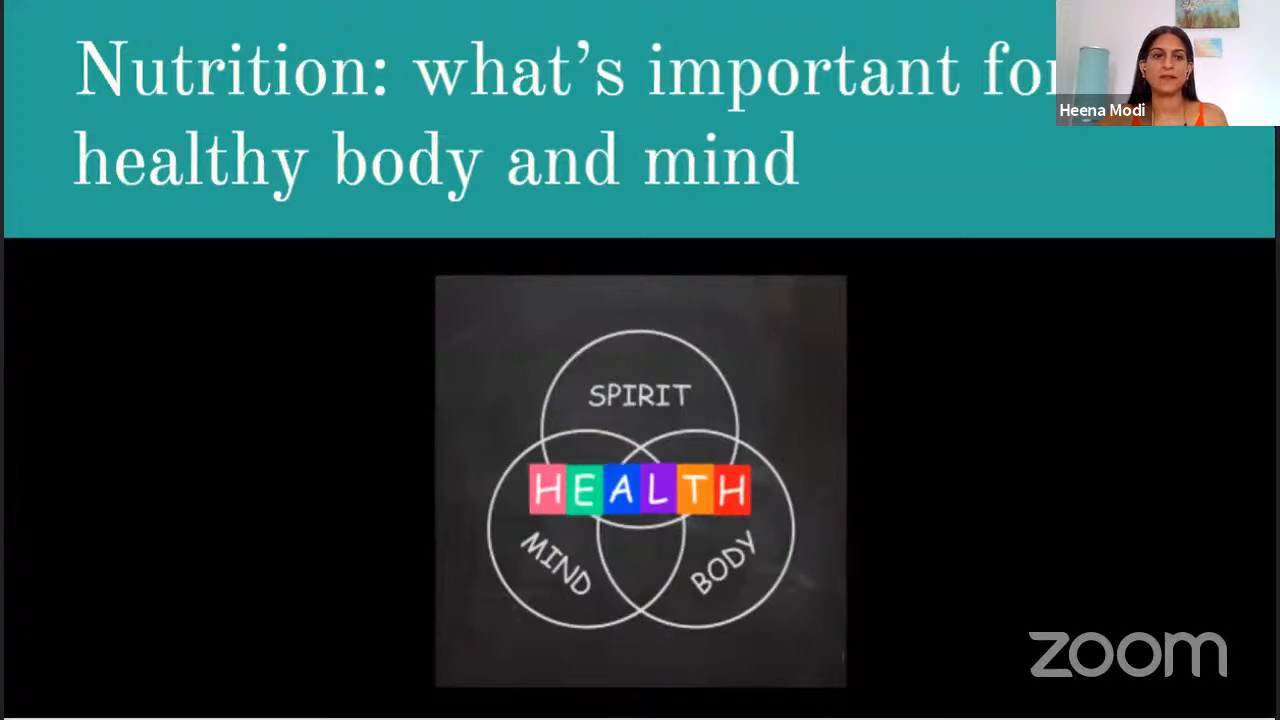 Nutrition: what's important for
healthy body and mind
Heena Modi
SPIRIT
HEALTH
MIND
BODY
zoom